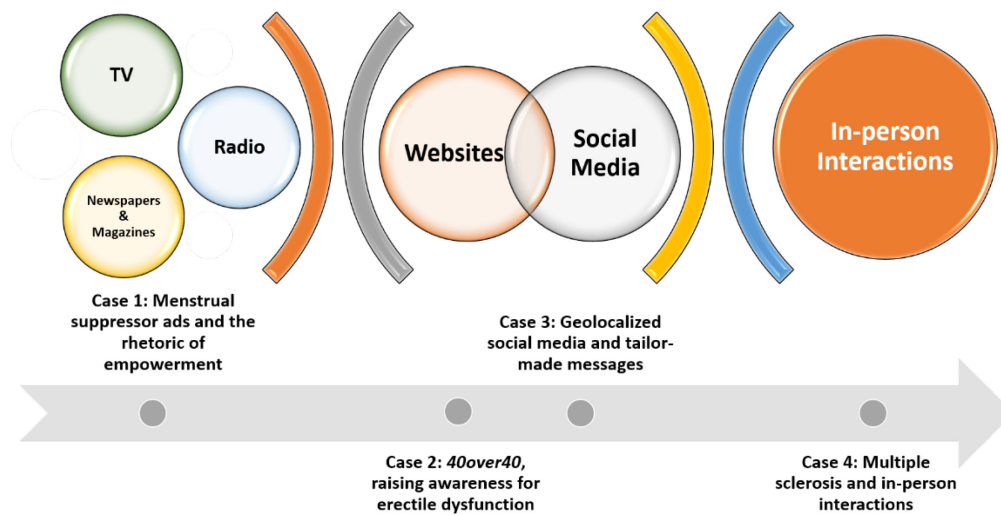 TV
Radio
Newspapers
&
Magazines
Websites
Social
Media
In-person
Interactions
Case 1: Menstrual
suppressor ads and the
rhetoric of
empowerment
Case 3: Geolocalized
social media and tailor-
made messages
Case 2: 40over40,
raising awareness for
erectile dysfunction
Case 4: Multiple
sclerosis and in-person
interactions